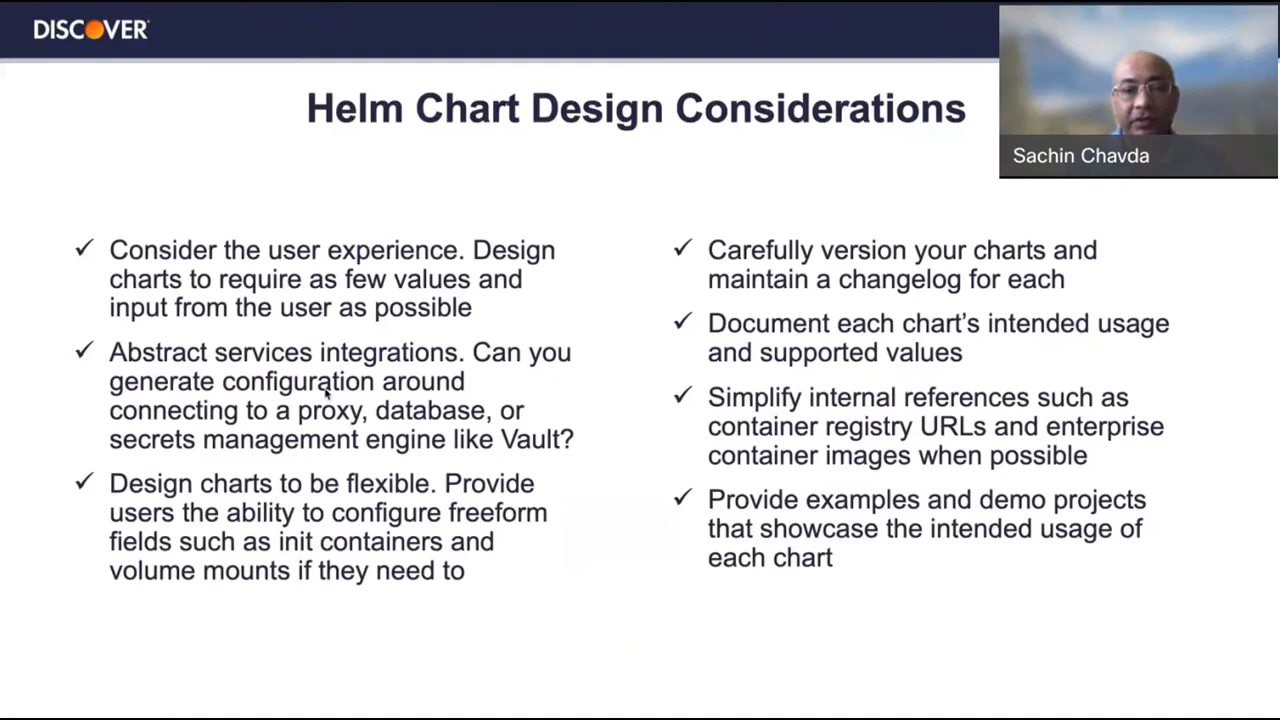 DISCOVER
Sachin Chavda
Helm Chart Design Considerations
✓ Consider the user experience. Design
charts to require as few values and
input from the user as possible
✓ Abstract services integrations. Can you
generate configuration around
connecting to a proxy, database, or
secrets management engine like Vault?
✓ Design charts to be flexible. Provide
users the ability to configure freeform
fields such as init containers and
volume mounts if they need to
✓ Carefully version your charts and
maintain a changelog for each
✓ Document each chart’s intended usage
and supported values
✓ Simplify internal references such as
container registry URLs and enterprise
container images when possible
✓ Provide examples and demo projects
that showcase the intended usage of
each chart